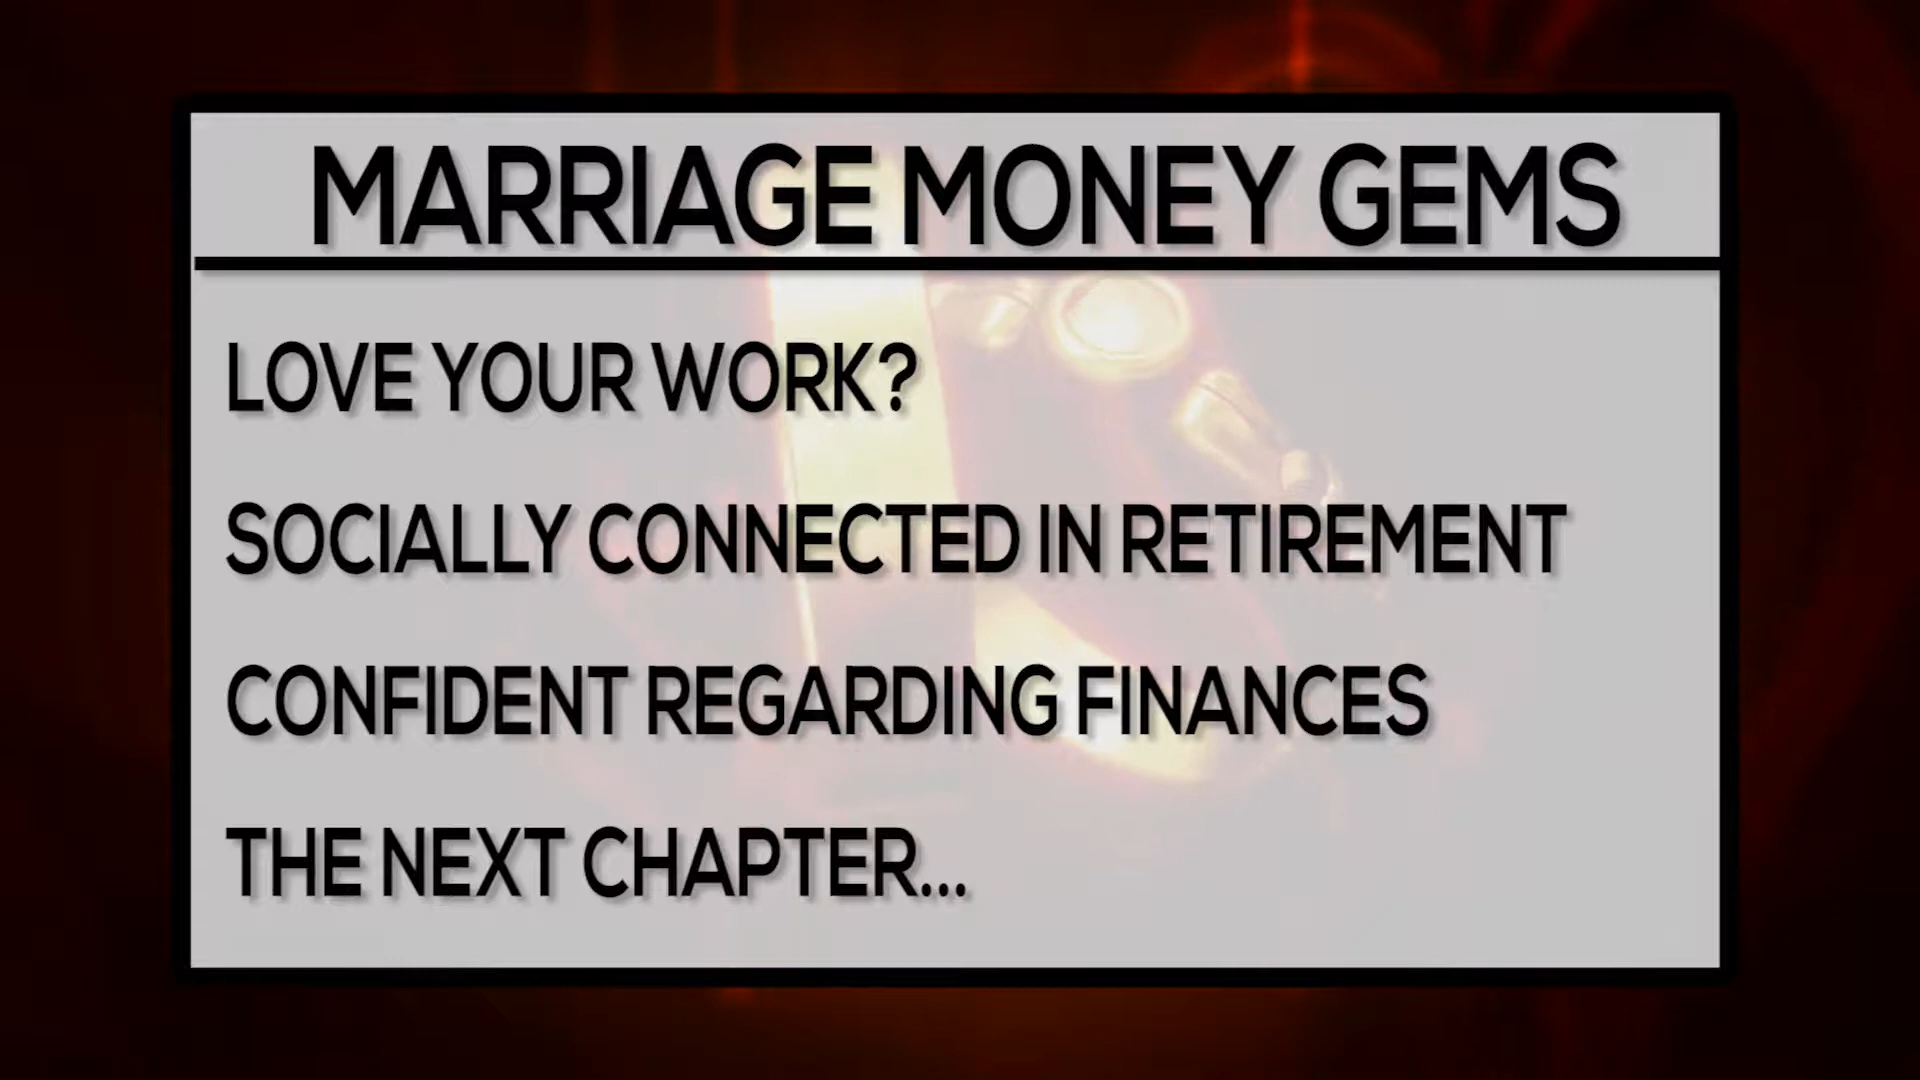 MARRIAGE MONEY GEMS
LOVE YOUR WORK?
SOCIALLY CONNECTED IN RETIREMENT
CONFIDENT REGARDING FINANCES
THE NEXT CHAPTER...